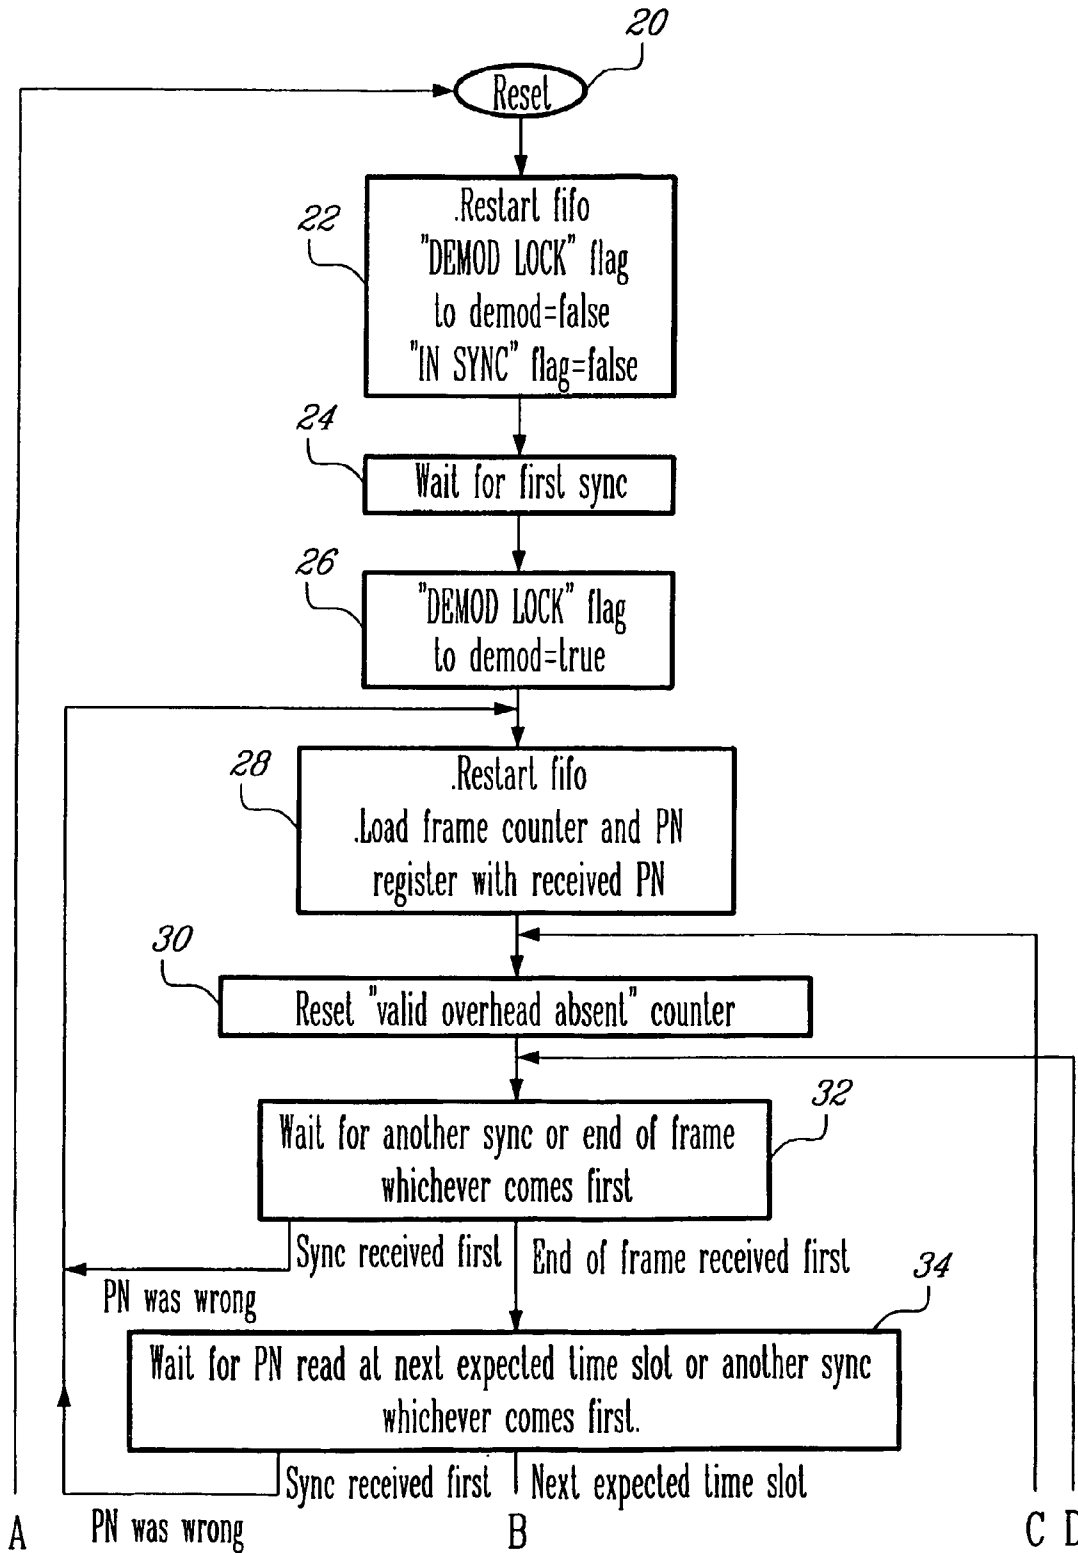 20
Reset
22
.Restart fifo
"DEMOD LOCK" flag
to demod=false
"IN SYNC" flag=false
24
Wait for first sync
26
"DEMOD LOCK" flag
to demod=true
28
.Restart fifo
.Load frame counter and PN
register with received PN
30
Reset "valid overhead absent" counter
32
Wait for another sync or end of frame
whichever comes first
Sync received first
End of frame received first
PN was wrong
34
Wait for PN read at next expected time slot or another sync
whichever comes first.
Sync received first
Next expected time slot
PN was wrong
A
B
C
D